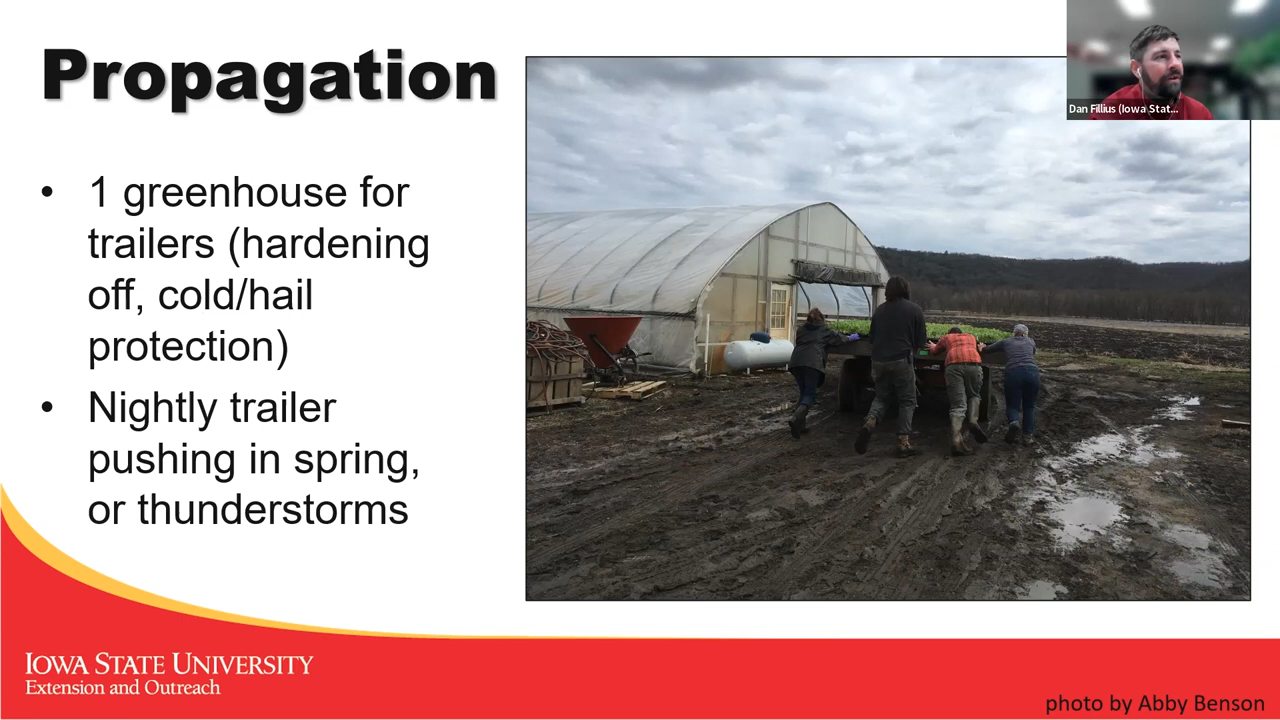 Propagation
Dan Fillius (Iowa Stat...
• 1 greenhouse for
trailers (hardening
off, cold/hail
protection)
• Nightly trailer
pushing in spring,
or thunderstorms
IOWA STATE UNIVERSITY
Extension and Outreach
photo by Abby Benson